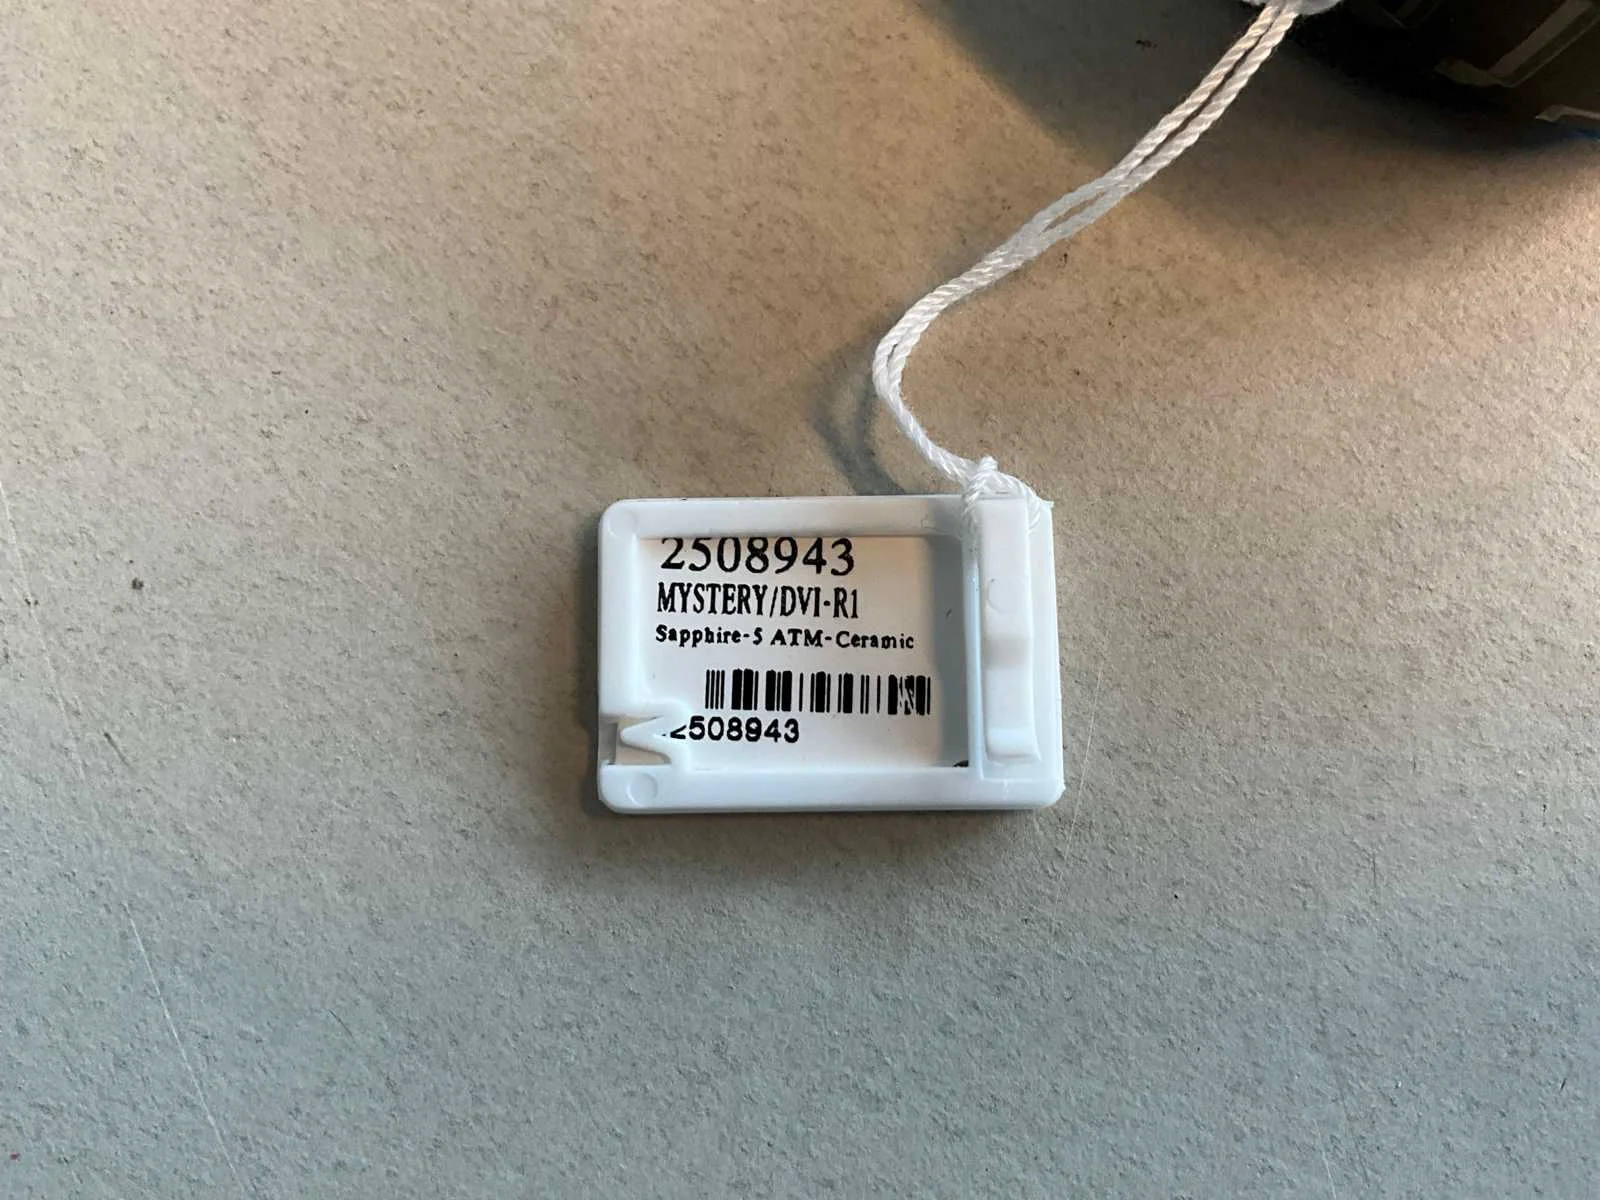 2508943
MYSTERY/DVI-R1
Sapphire-5 ATM-Ceramic
2508943